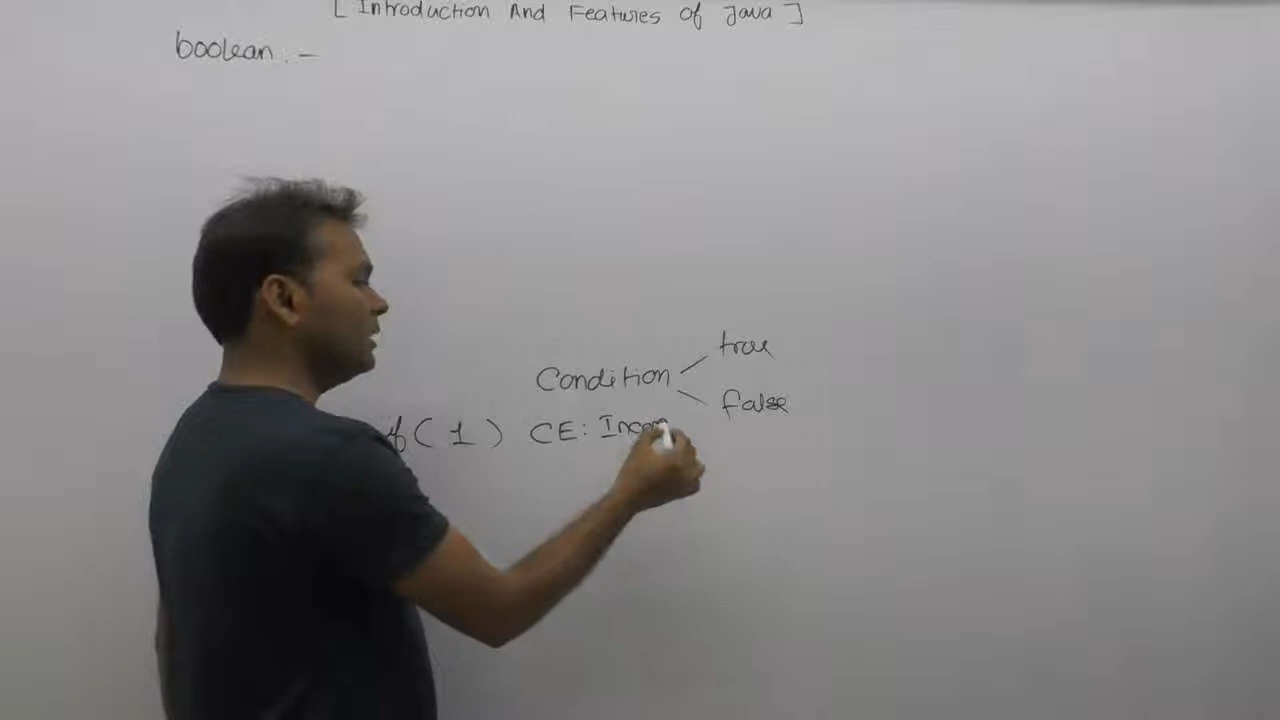 [ Introduction And Features of Java ]
boolean : -
Condition
true
false
if ( 1 ) CE: Incom